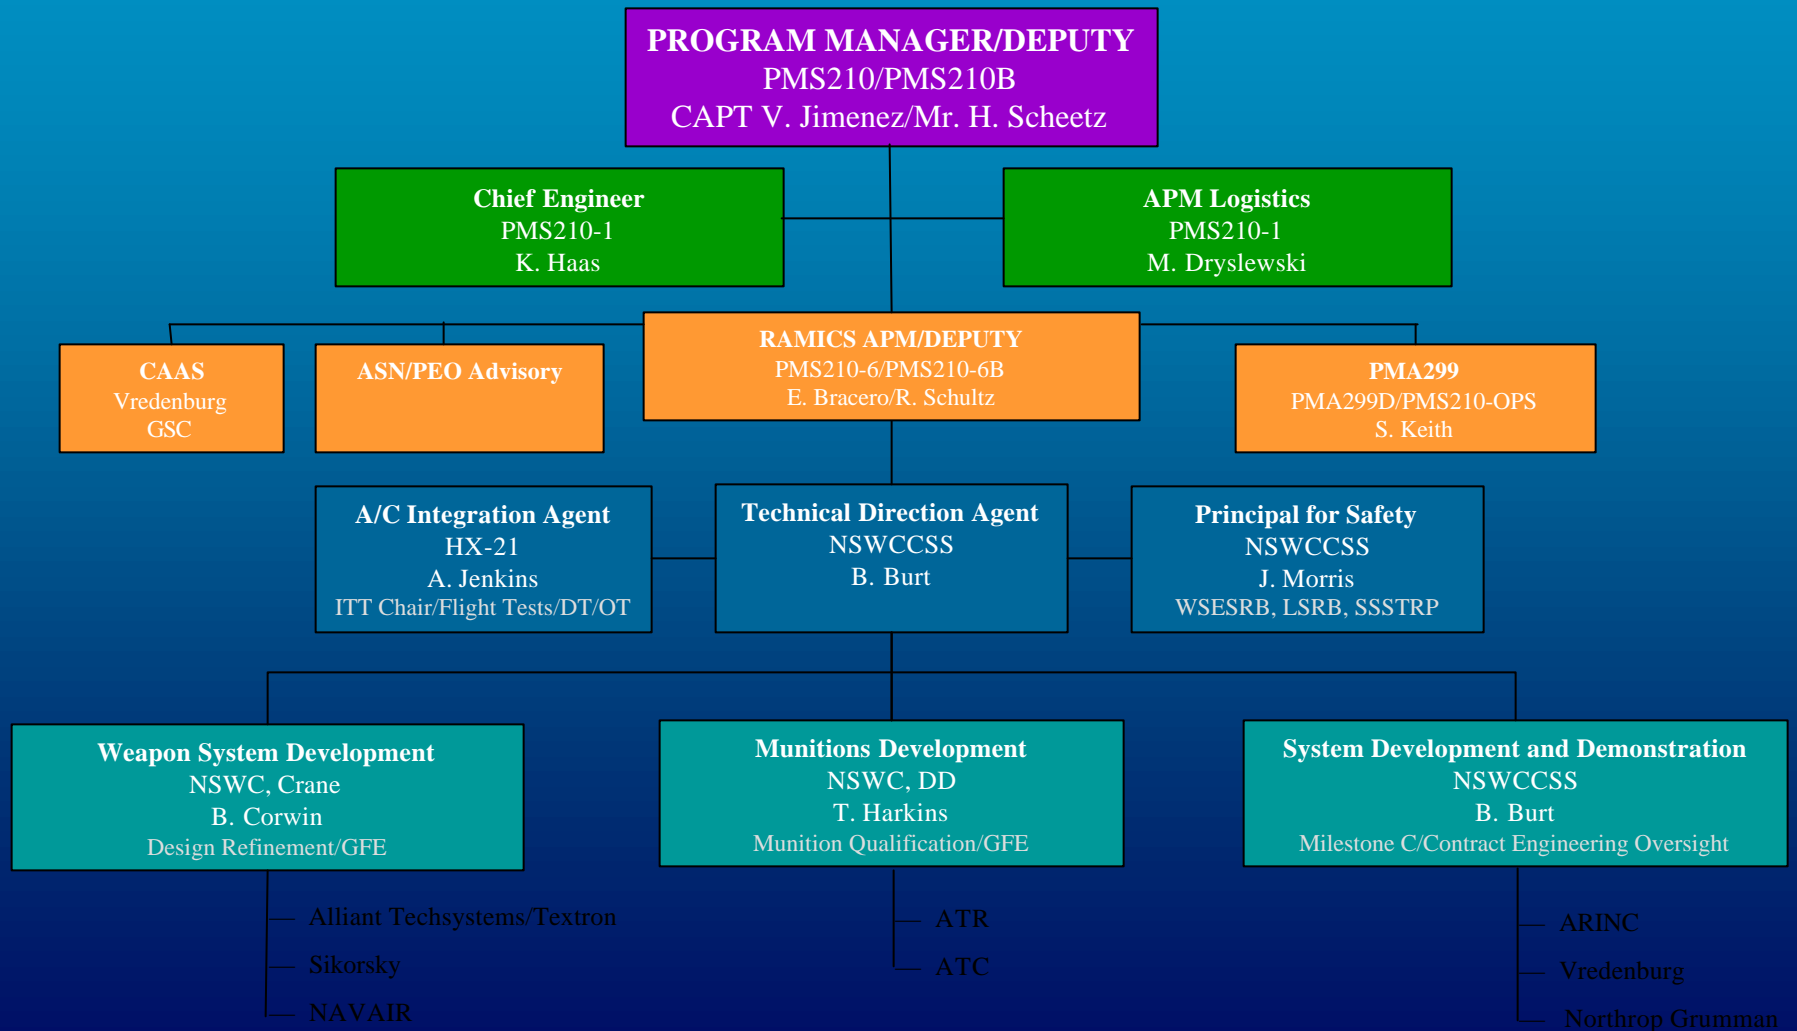 PROGRAM MANAGER/DEPUTY
PMS210/PMS210B
CAPT V. Jimenez/Mr. H. Scheetz
Chief Engineer
PMS210-1
K. Haas
APM Logistics
PMS210-1
M. Dryslewski
CAAS
Vredenburg
GSC
ASN/PEO Advisory
RAMICS APM/DEPUTY
PMS210-6/PMS210-6B
E. Bracero/R. Schultz
PMA299
PMA299D/PMS210-OPS
S. Keith
A/C Integration Agent
HX-21
A. Jenkins
ITT Chair/Flight Tests/DT/OT
Technical Direction Agent
NSWCCSS
B. Burt
Principal for Safety
NSWCCSS
J. Morris
WSESRB, LSRB, SSSTRP
Weapon System Development
NSWC, Crane
B. Corwin
Design Refinement/GFE
Alliant Techsystems/Textron
Sikorsky
NAVAIR
Munitions Development
NSWC, DD
T. Harkins
Munition Qualification/GFE
ATR
ATC
System Development and Demonstration
NSWCCSS
B. Burt
Milestone C/Contract Engineering Oversight
ARINC
Vredenburg
Northrop Grumman